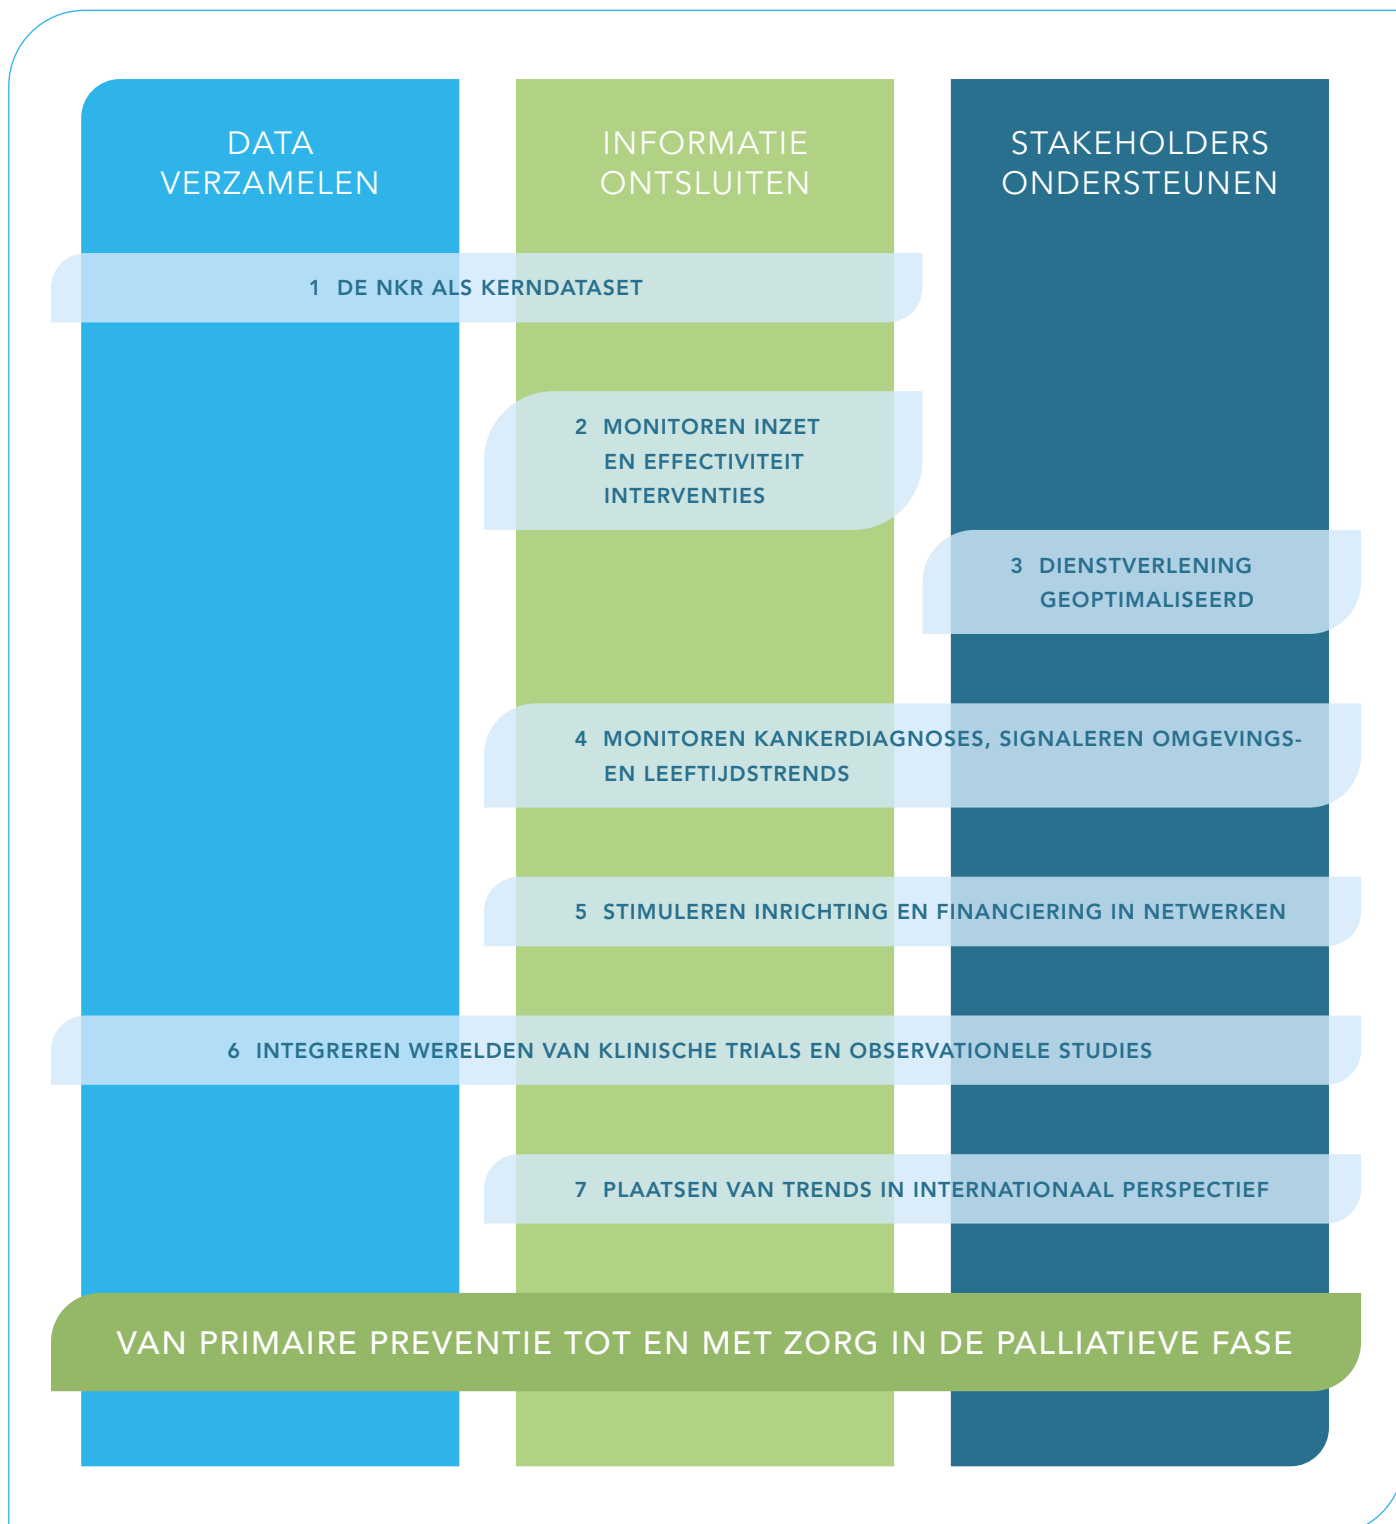 DATA
VERZAMELEN
INFORMATIE
ONTSLUITEN
STAKEHOLDERS
ONDERSTEUNEN
1 DE NKR ALS KERNDATASET
2 MONITOREN INZET
EN EFFECTIVITEIT
INTERVENTIES
3 DIENSTVERLENING
GEOPTIMALISEERD
4 MONITOREN KANKERDIAGNOSES, SIGNALEREN OMGEVINGS-
EN LEEFTIJDSTRENDS
5 STIMULEREN INRICHTING EN FINANCIERING IN NETWERKEN
6 INTEGREREN WERELDEN VAN KLINISCHE TRIALS EN OBSERVATIONELE STUDIES
7 PLAATSEN VAN TRENDS IN INTERNATIONAAL PERSPECTIEF
VAN PRIMAIRE PREVENTIE TOT EN MET ZORG IN DE PALLIATIEVE FASE